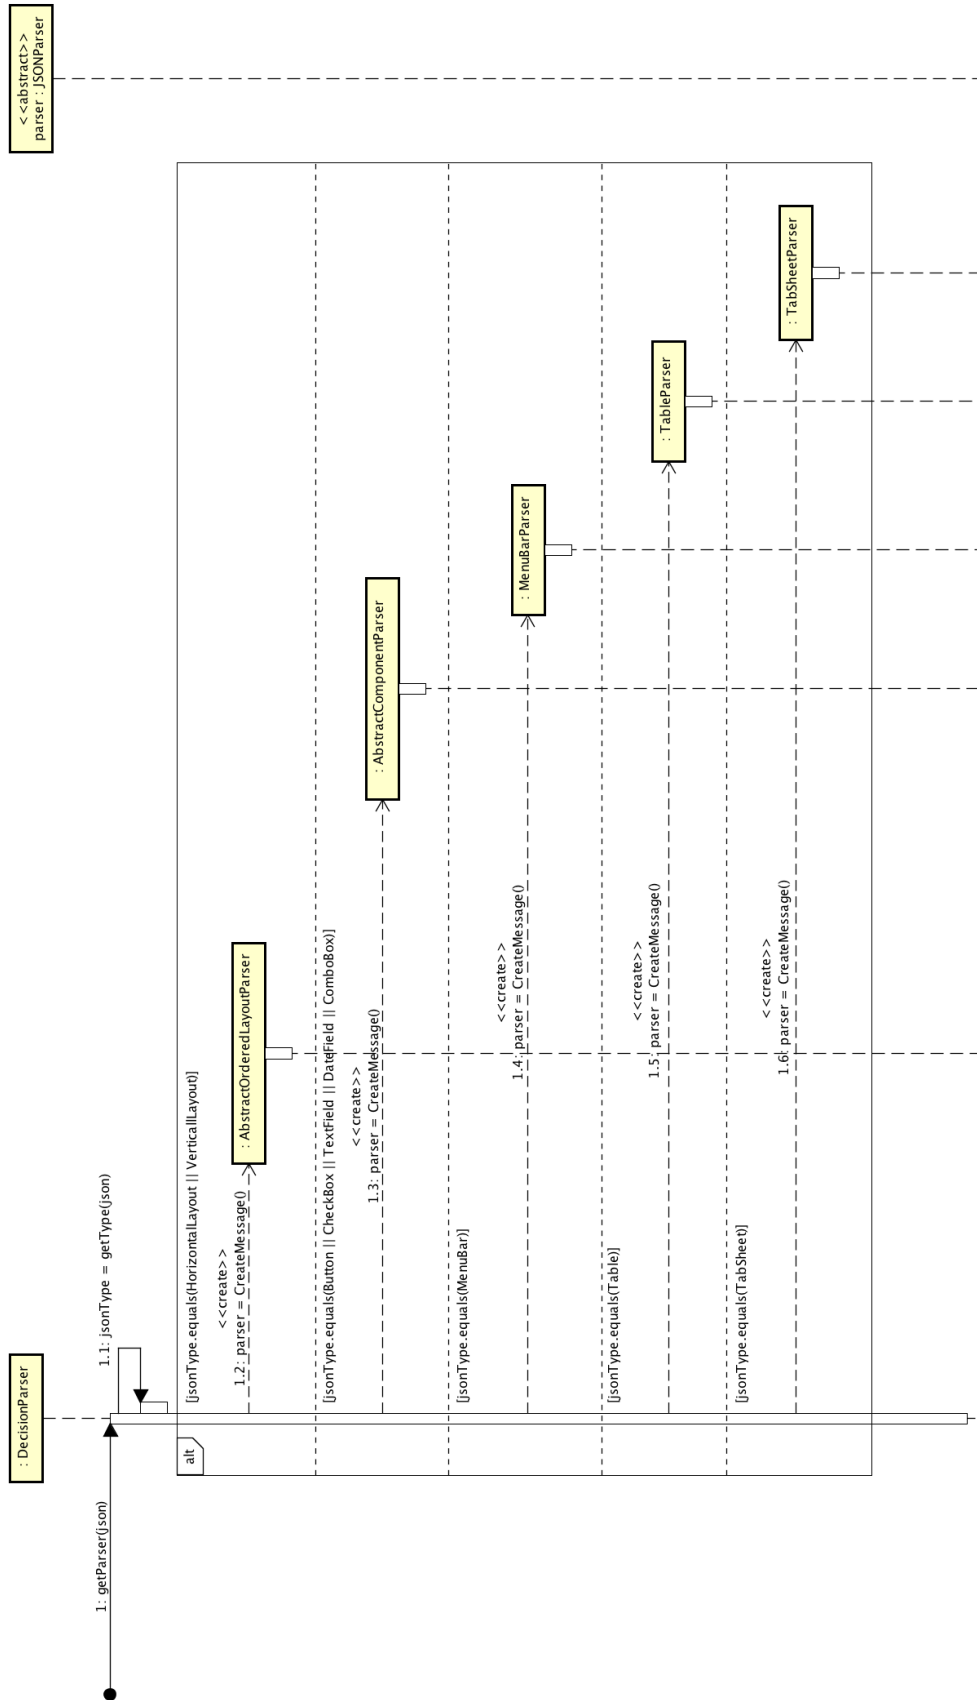 : DecisionParser
<<abstract>>
parser : JSONParser
1: getParser(json)
1.1: jsonType = getType(json)
alt
[jsonType.equals(HorizontalLayout || VerticallLayout)]
<<create>>
1.2: parser = CreateMessage()
: AbstractOrderedLayoutParser
[jsonType.equals(Button || CheckBox || TextField || DateField || ComboBox)]
<<create>>
1.3: parser = CreateMessage()
: AbstractComponentParser
[jsonType.equals(MenuBar)]
<<create>>
1.4: parser = CreateMessage()
: MenuBarParser
[jsonType.equals(Table)]
<<create>>
1.5: parser = CreateMessage()
: TableParser
[jsonType.equals(TabSheet)]
<<create>>
1.6: parser = CreateMessage()
: TabSheetParser